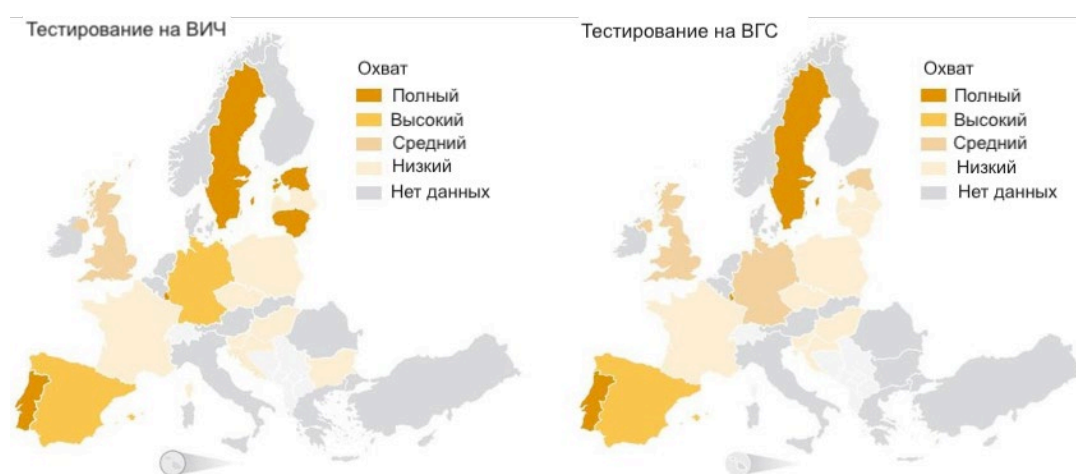 Тестирование на ВИЧ
Охват
Полный
Высокий
Средний
Низкий
Нет данных
Тестирование на ВГС
Охват
Полный
Высокий
Средний
Низкий
Нет данных